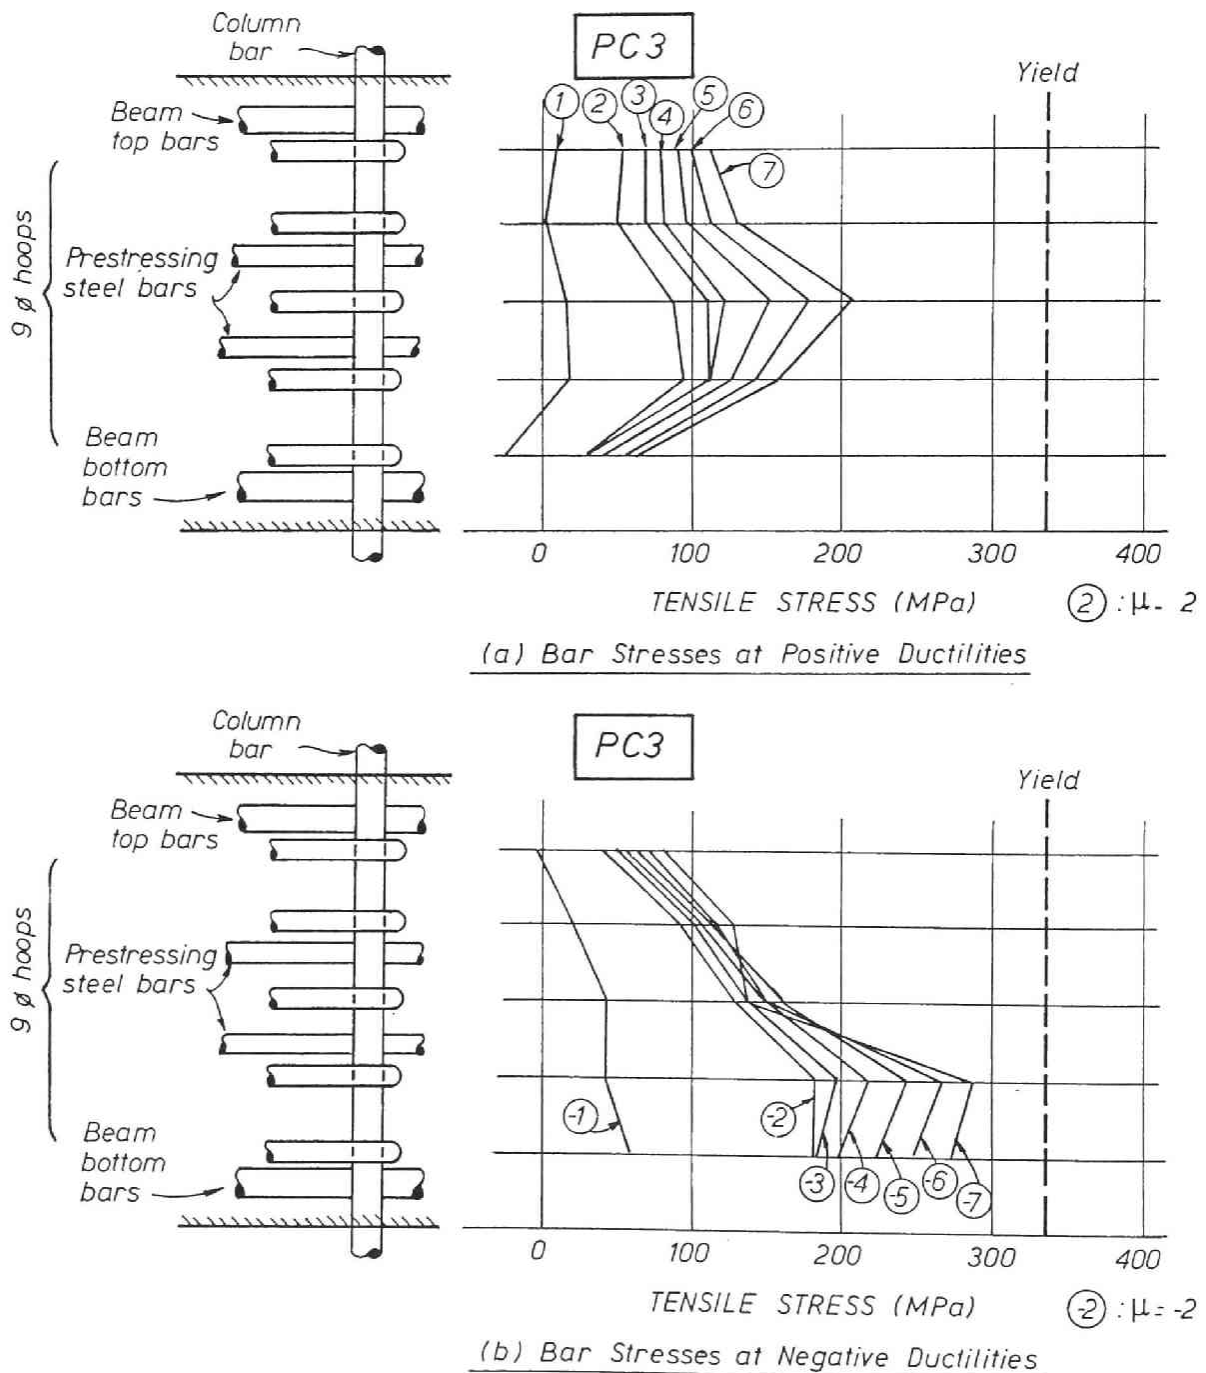 Column
bar
PC3
Yield
Beam
top bars
1
2
3
4
5
6
7
9 ø hoops
Prestressing
steel bars
Beam
bottom
bars
0
100
200
300
400
TENSILE STRESS (MPa)
2 : μ- 2
(a) Bar Stresses at Positive Ductilities
Column
bar
PC3
Yield
Beam
top bars
9 ø hoops
Prestressing
steel bars
Beam
bottom
bars
-1
-2
-3
-4
-5
-6
-7
0
100
200
300
400
TENSILE STRESS (MPa)
-2 : μ= -2
(b) Bar Stresses at Negative Ductilities